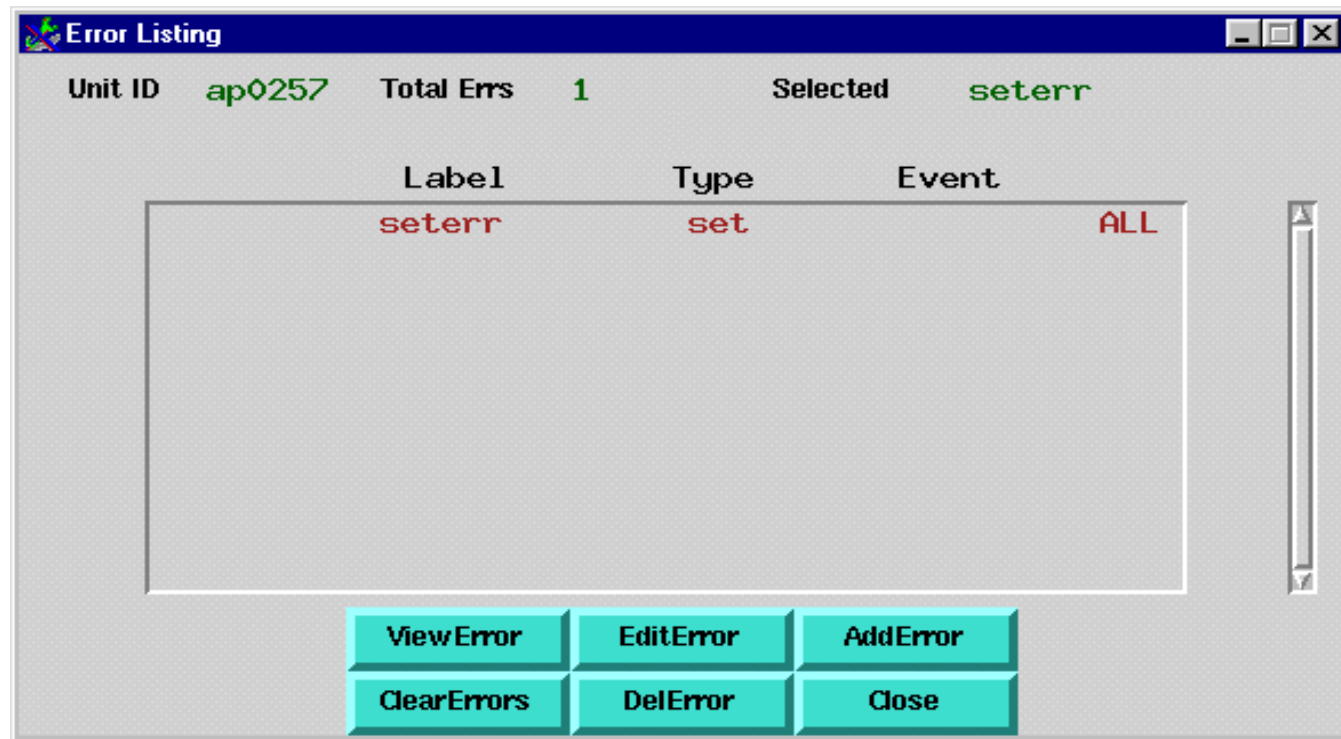 Error Listing
Unit ID ap0257 Total Errs 1 Selected seterr
Label Type Event
seterr set ALL
ViewError EditError AddError
ClearErrors DelError Close